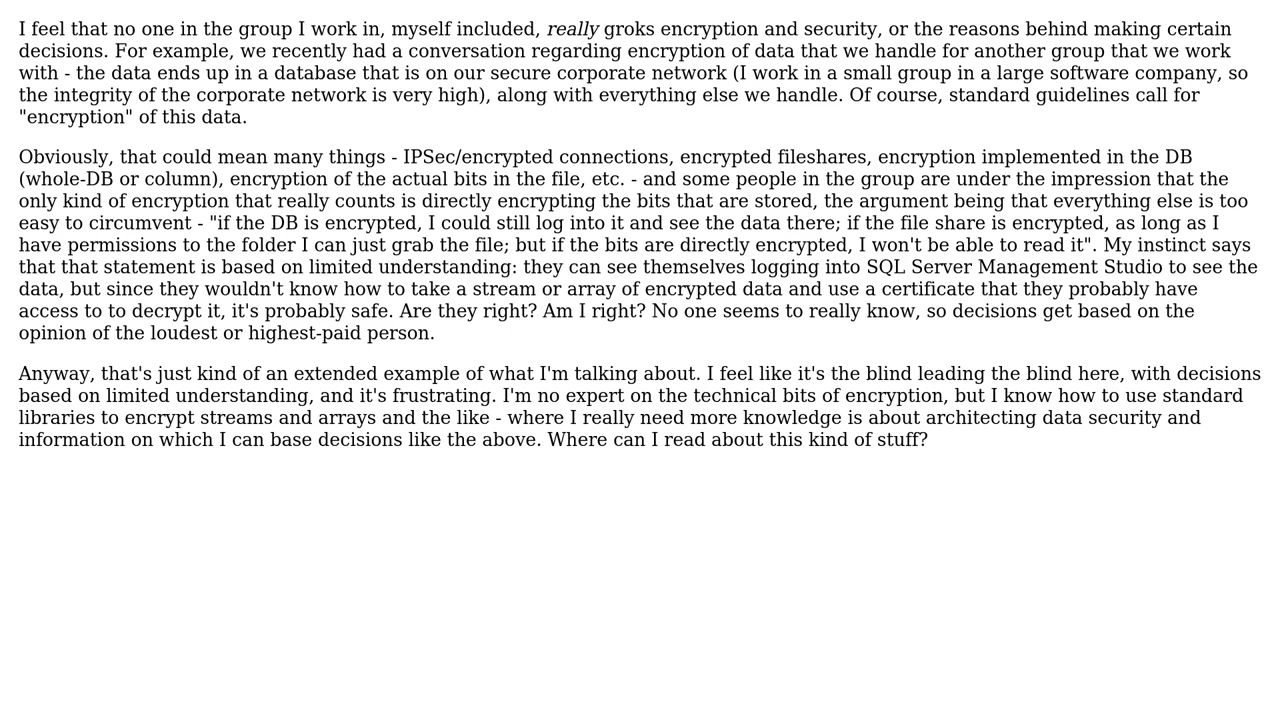 I feel that no one in the group I work in, myself included, really groks encryption and security, or the reasons behind making certain
decisions. For example, we recently had a conversation regarding encryption of data that we handle for another group that we work
with - the data ends up in a database that is on our secure corporate network (I work in a small group in a large software company, so
the integrity of the corporate network is very high), along with everything else we handle. Of course, standard guidelines call for
"encryption" of this data.
Obviously, that could mean many things - IPSec/encrypted connections, encrypted fileshares, encryption implemented in the DB
(whole-DB or column), encryption of the actual bits in the file, etc. - and some people in the group are under the impression that the
only kind of encryption that really counts is directly encrypting the bits that are stored, the argument being that everything else is too
easy to circumvent - "if the DB is encrypted, I could still log into it and see the data there; if the file share is encrypted, as long as I
have permissions to the folder I can just grab the file; but if the bits are directly encrypted, I won't be able to read it". My instinct says
that that statement is based on limited understanding: they can see themselves logging into SQL Server Management Studio to see the
data, but since they wouldn't know how to take a stream or array of encrypted data and use a certificate that they probably have
access to to decrypt it, it's probably safe. Are they right? Am I right? No one seems to really know, so decisions get based on the
opinion of the loudest or highest-paid person.
Anyway, that's just kind of an extended example of what I'm talking about. I feel like it's the blind leading the blind here, with decisions
based on limited understanding, and it's frustrating. I'm no expert on the technical bits of encryption, but I know how to use standard
libraries to encrypt streams and arrays and the like - where I really need more knowledge is about architecting data security and
information on which I can base decisions like the above. Where can I read about this kind of stuff?